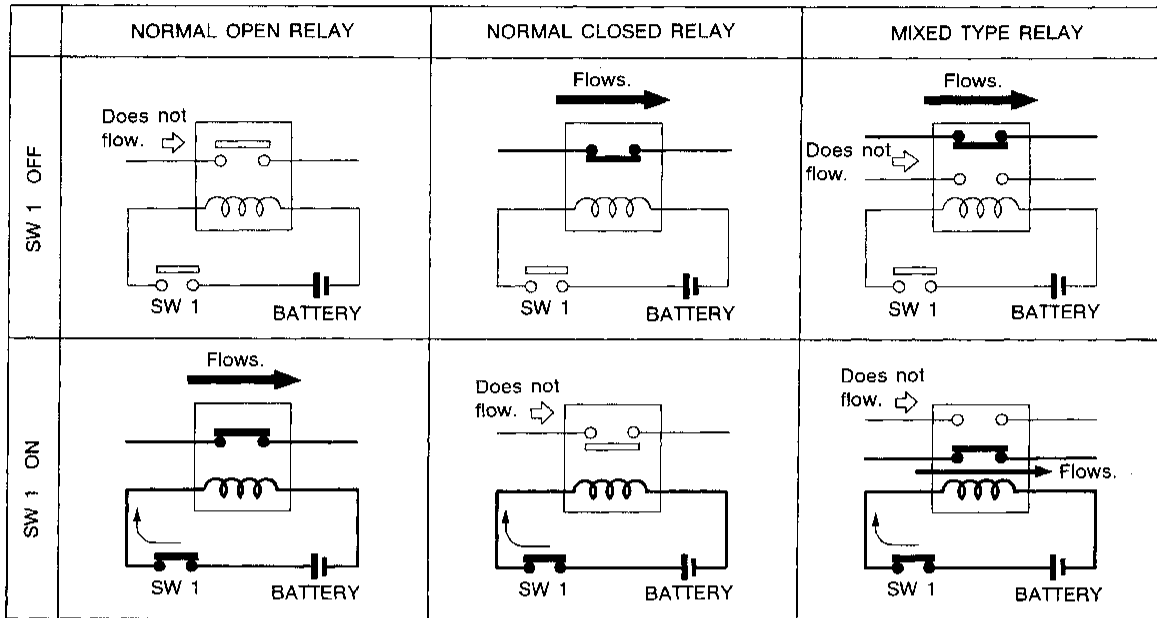 NORMAL OPEN RELAY
NORMAL CLOSED RELAY
MIXED TYPE RELAY
SW 1 OFF
Does not
flow.
SW 1
BATTERY
Flows.
SW 1
BATTERY
Flows.
Does not
flow.
SW 1
BATTERY
SW 1 ON
Flows.
SW 1
BATTERY
Does not
flow.
SW 1
BATTERY
Does not
flow.
Flows.
SW 1
BATTERY